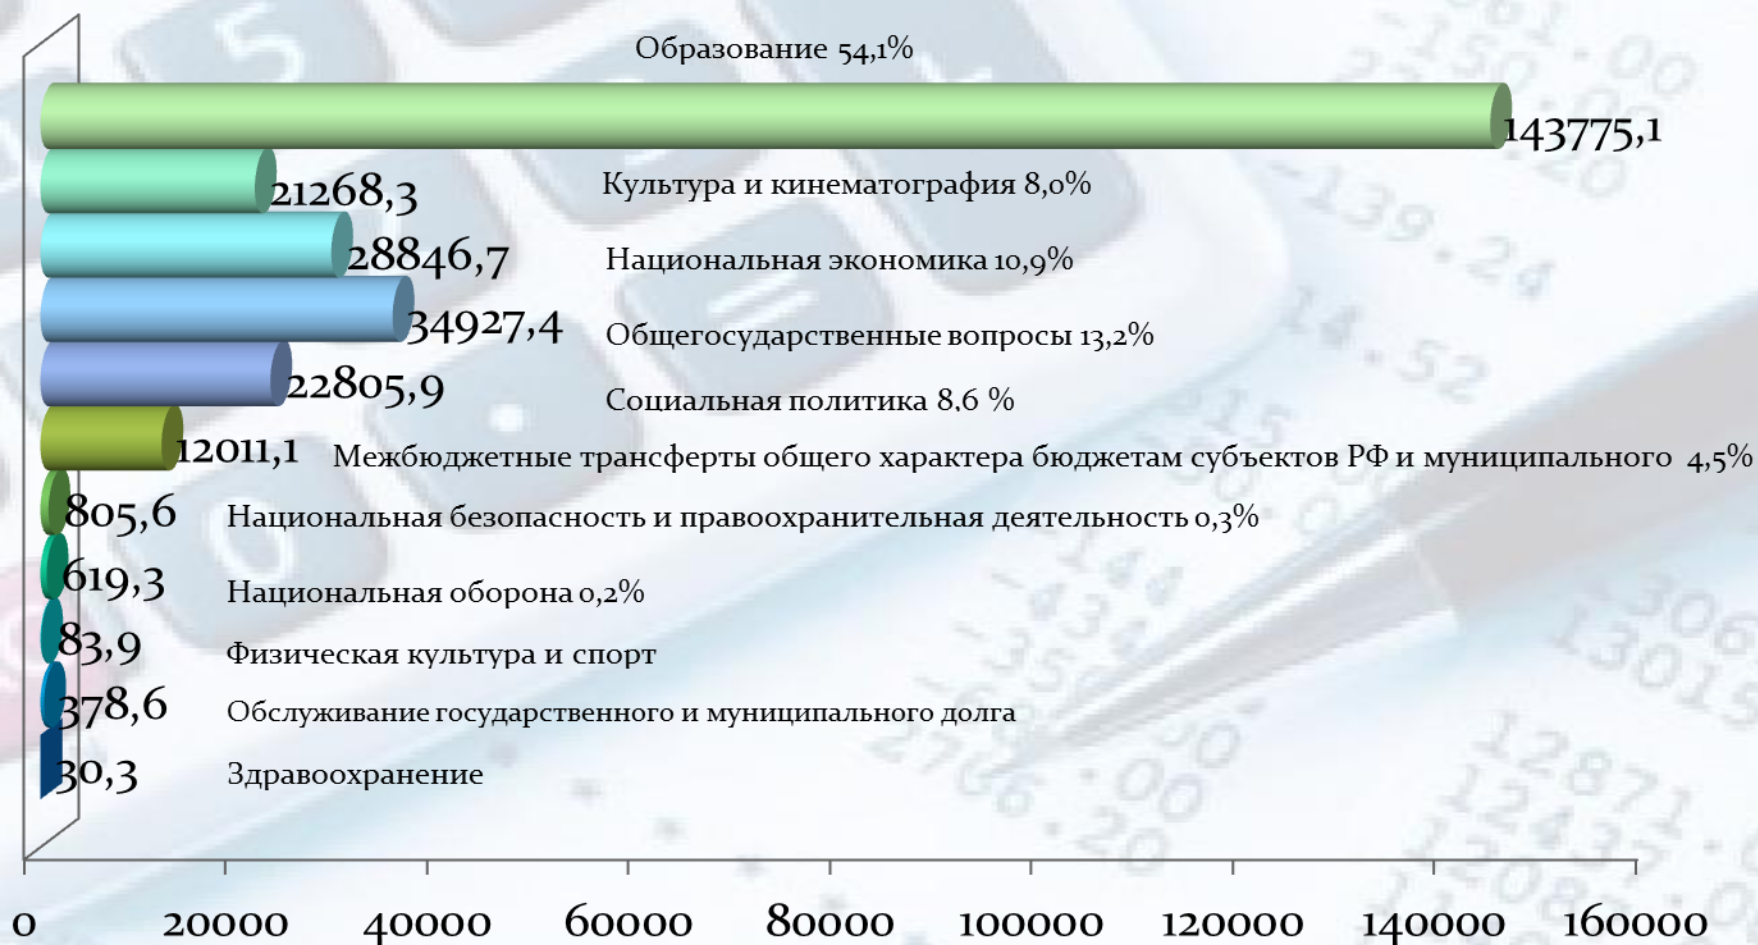 Образование 54,1%
143775,1
21268,3 Культура и кинематография 8,0%
28846,7 Национальная экономика 10,9%
34927,4 Общегосударственные вопросы 13,2%
22805,9 Социальная политика 8,6 %
12011,1 Межбюджетные трансферты общего характера бюджетам субъектов РФ и муниципального 4,5%
805,6 Национальная безопасность и правоохранительная деятельность 0,3%
619,3 Национальная оборона 0,2%
83,9 Физическая культура и спорт
378,6 Обслуживание государственного и муниципального долга
30,3 Здравоохранение
0 20000 40000 60000 80000 100000 120000 140000 160000